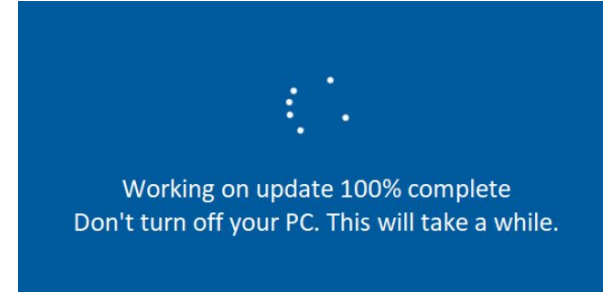 Working on update 100% complete
Don't turn off your PC. This will take a while.